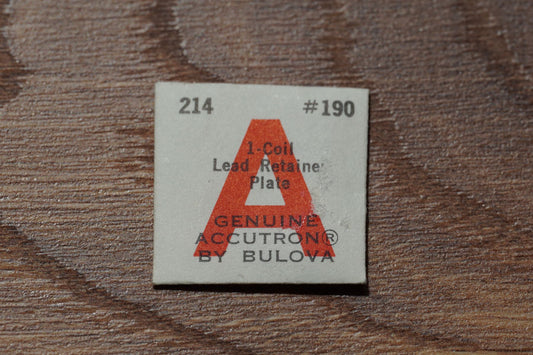 214 #190
1-Coil
Lead Retainer
Plate
A
GENUINE
ACCUTRON®
BY BULOVA